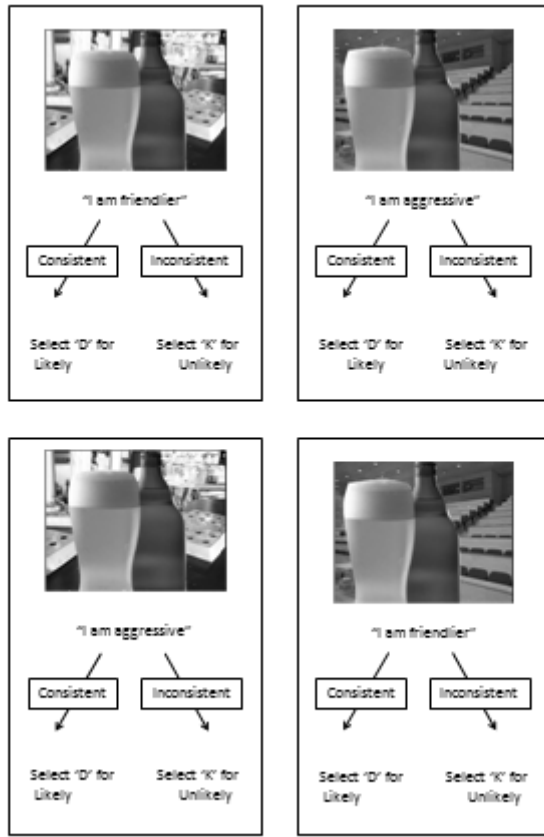 "I am friendlier"
Consistent
Inconsistent
Select "D" for
Likely
Select "K" for
Unlikely
"I am aggressive"
Consistent
Inconsistent
Select "D" for
Likely
Select "K" for
Unlikely
"I am aggressive"
Consistent
Inconsistent
Select "D" for
Likely
Select "K" for
Unlikely
"I am friendlier"
Consistent
Inconsistent
Select "D" for
Likely
Select "K" for
Unlikely